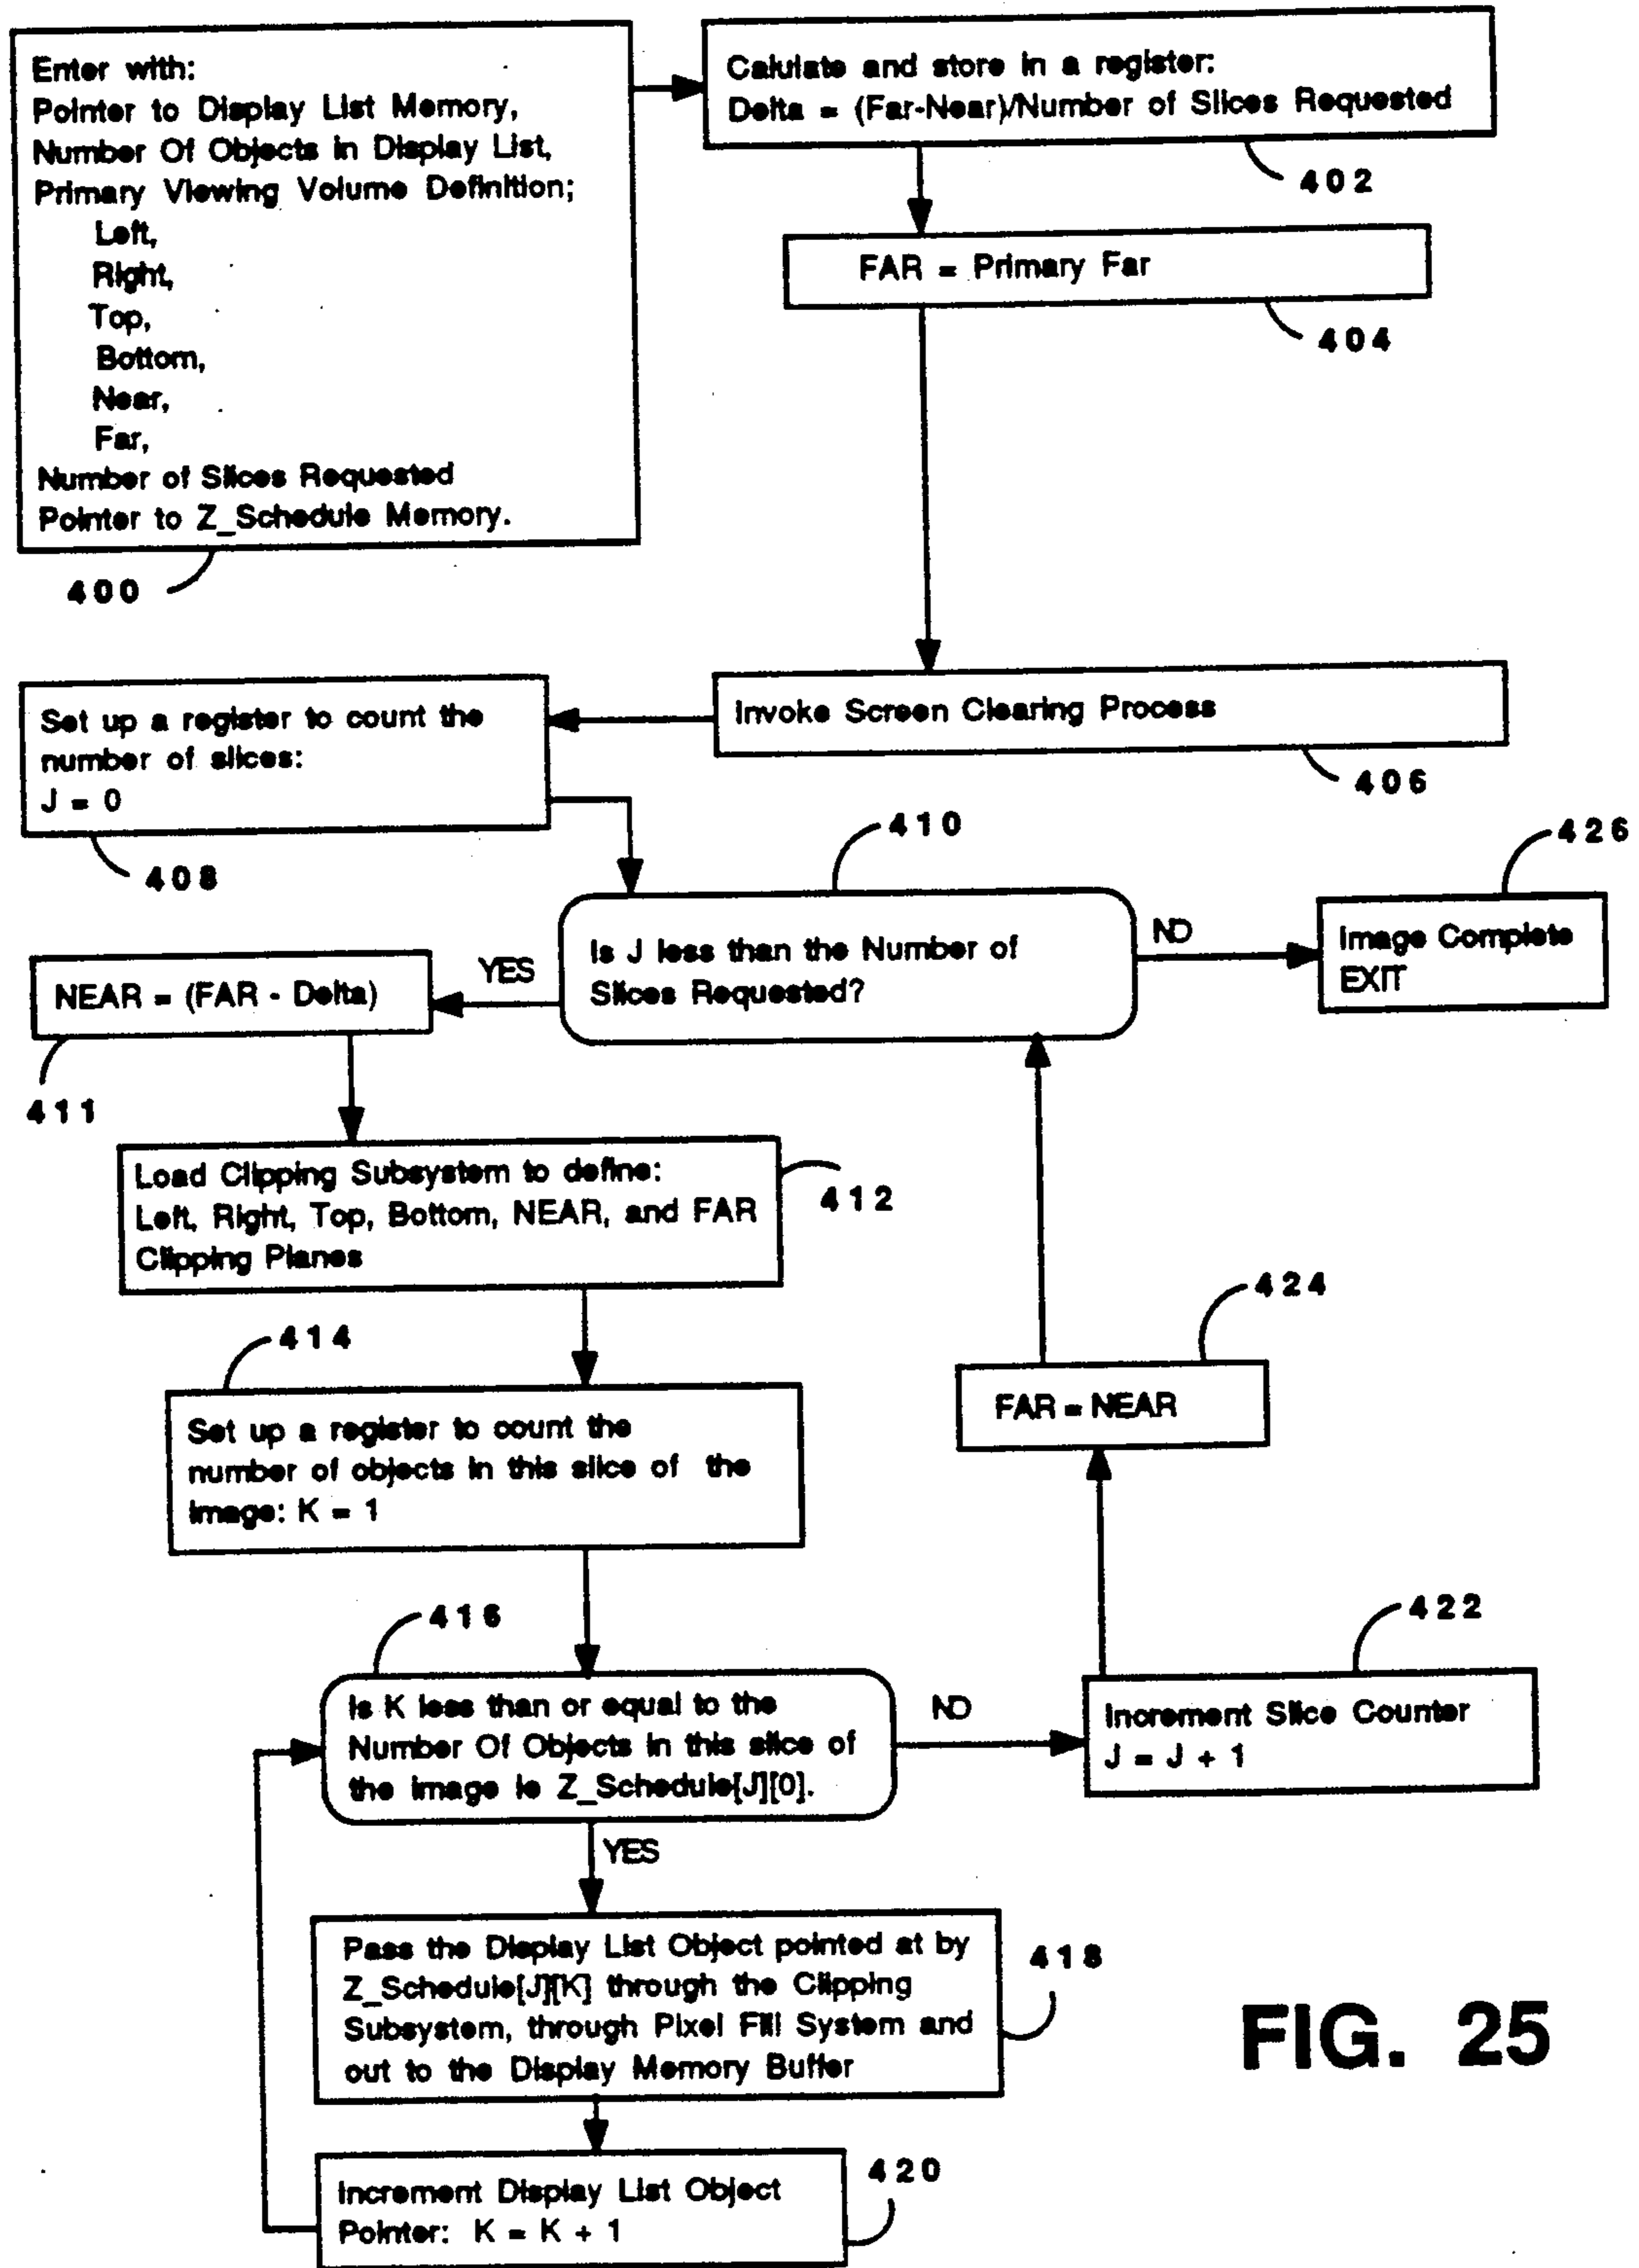 Enter with:
Pointer to Display List Memory,
Number Of Objects in Display List,
Primary Viewing Volume Definition;
Left,
Right,
Top,
Bottom,
Near,
Far,
Number of Slices Requested
Pointer to Z_Schedule Memory.
400
Calulate and store in a register:
Delta = (Far-Near)/Number of Slices Requested
402
FAR = Primary Far
404
Invoke Screen Clearing Process
406
Set up a register to count the
number of slices:
J = 0
408
410
Is J less than the Number of
Slices Requested?
NO
426
Image Complete
EXIT
YES
NEAR = (FAR - Delta)
411
Load Clipping Subsystem to define:
Left, Right, Top, Bottom, NEAR, and FAR
Clipping Planes
412
414
Set up a register to count the
number of objects in this slice of the
image: K = 1
424
FAR = NEAR
416
Is K less than or equal to the
Number Of Objects in this slice of
the image ie Z_Schedule[J][0].
NO
422
Increment Slice Counter
J = J + 1
YES
Pass the Display List Object pointed at by
Z_Schedule[J][K] through the Clipping
Subsystem, through Pixel Fill System and
out to the Display Memory Buffer
418
Increment Display List Object
Pointer: K = K + 1
420
FIG. 25